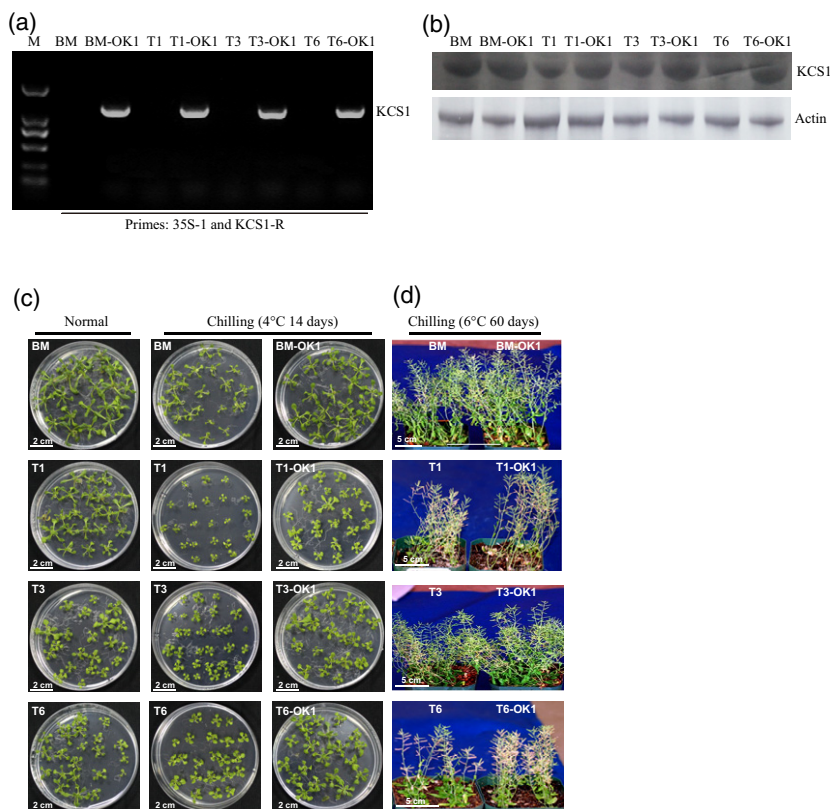 (a)
M BM BM-OK1 T1 T1-OK1 T3 T3-OK1 T6 T6-OK1
KCS1
Primes: 35S-1 and KCS1-R
(b)
BM BM-OK1 T1 T1-OK1 T3 T3-OK1 T6 T6-OK1
KCS1
Actin
(c)
Normal Chilling (4°C 14 days)
BM BM BM-OK1
2 cm 2 cm 2 cm
T1 T1 T1-OK1
2 cm 2 cm 2 cm
T3 T3 T3-OK1
2 cm 2 cm 2 cm
T6 T6 T6-OK1
2 cm 2 cm 2 cm
(d)
Chilling (6°C 60 days)
BM BM-OK1
5 cm
T1 T1-OK1
5 cm
T3 T3-OK1
5 cm
T6 T6-OK1
5 cm